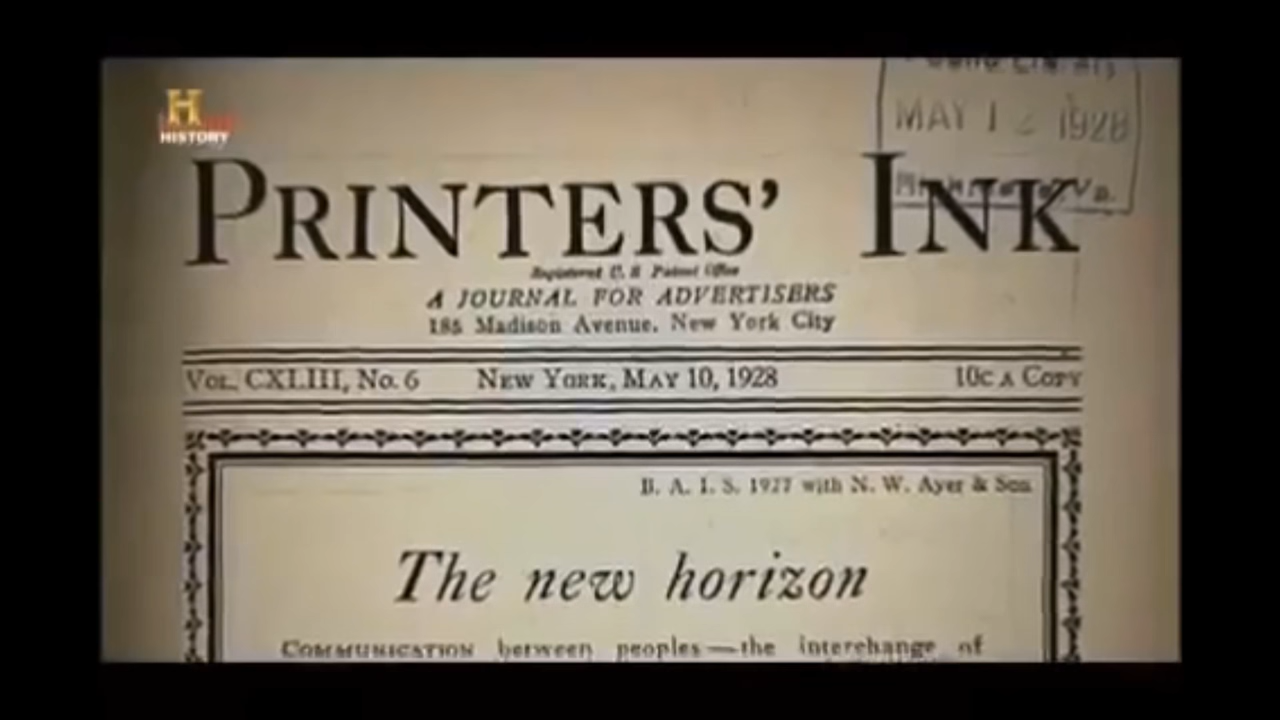 H
HISTORY
MAY 12 1928
PRINTERS' INK
Registered U. S. Patent Office
A JOURNAL FOR ADVERTISERS
185 Madison Avenue, New York City
VOL. CXLIII, No. 6 NEW YORK, MAY 10, 1928 10C A COPY
B. A. I. S. 1927 with N. W. Ayer & Son
The new horizon
COMMUNICATION between peoples—the interchange of